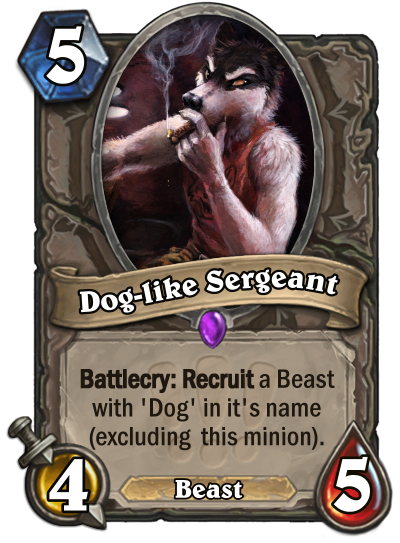 5
Dog-like Sergeant
Battlecry: Recruit a Beast
with 'Dog' in it's name
(excluding this minion).
4
Beast
5